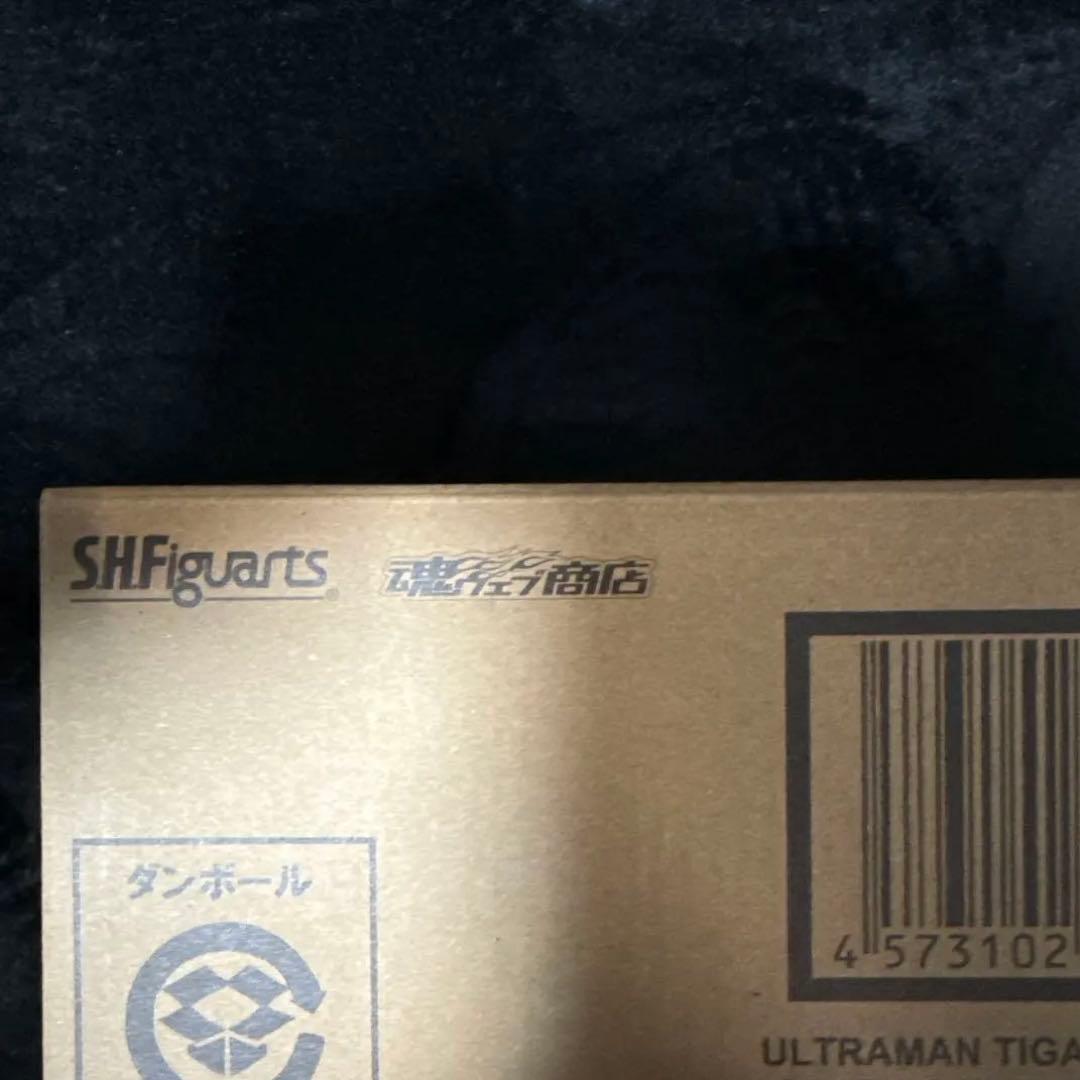 S.H.Figuarts®
魂ウェブ商店
4 573102
ダンボール
ULTRAMAN TIGA